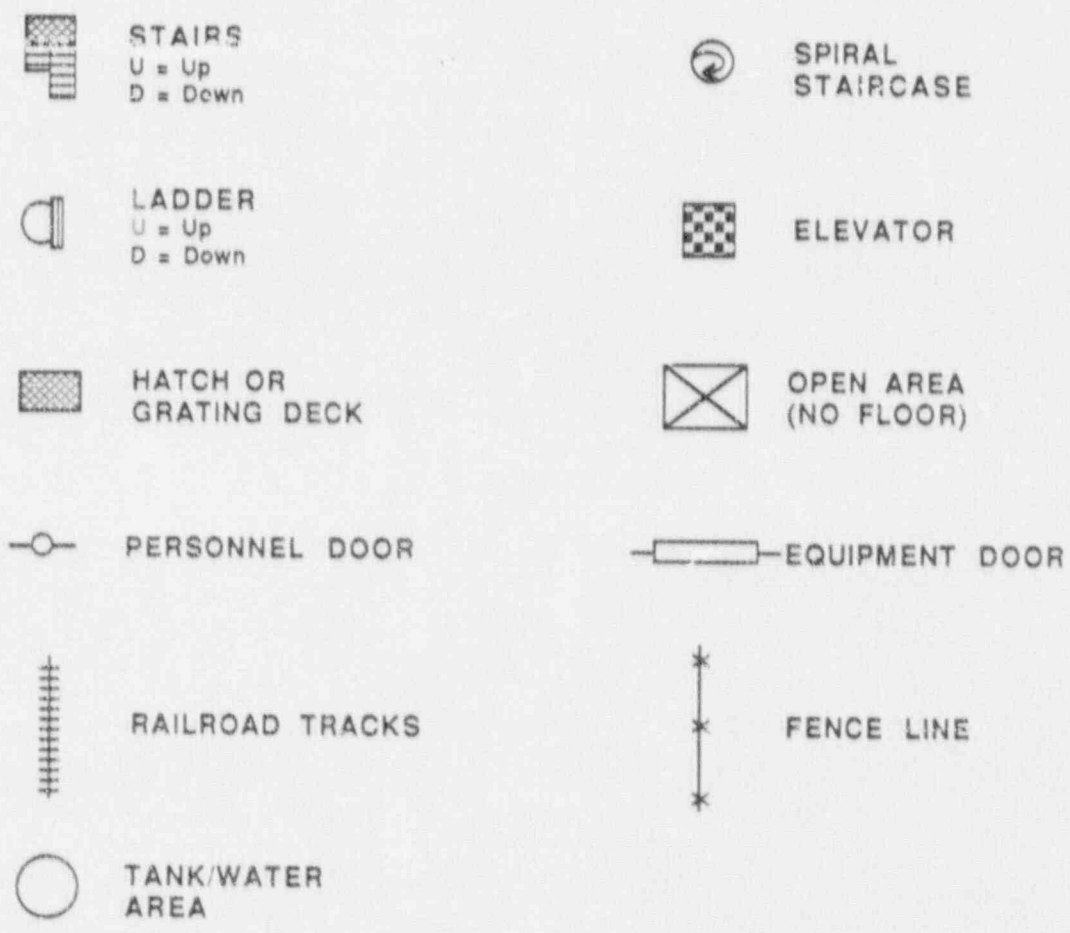 STAIRS
U = Up
D = Down
SPIRAL
STAIRCASE
LADDER
U = Up
D = Down
ELEVATOR
HATCH OR
GRATING DECK
OPEN AREA
(NO FLOOR)
PERSONNEL DOOR
EQUIPMENT DOOR
RAILROAD TRACKS
FENCE LINE
TANK/WATER
AREA